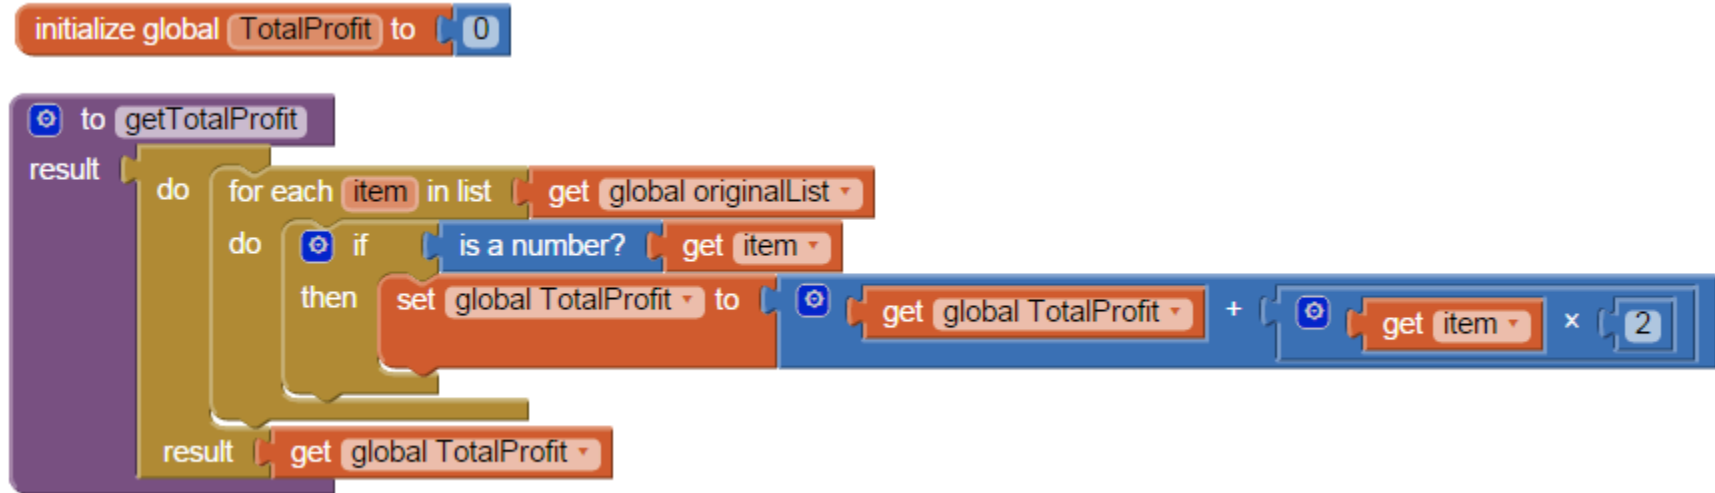 initialize global TotalProfit to 0
to getTotalProfit
result
do for each item in list get global originalList
do if is a number? get item
then set global TotalProfit to get global TotalProfit + get item x 2
result get global TotalProfit